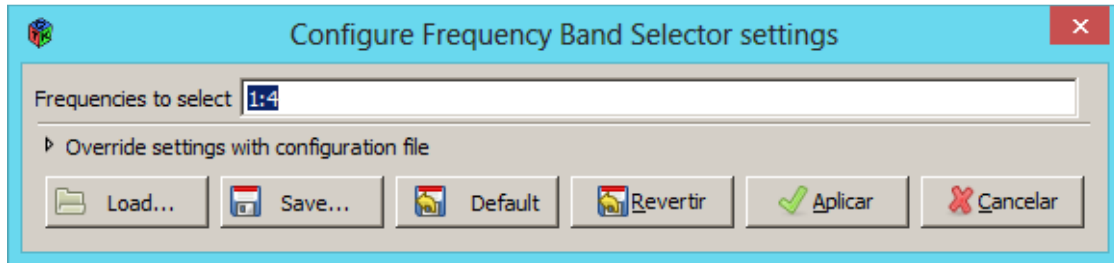 Configure Frequency Band Selector settings
Frequencies to select 1:4
Override settings with configuration file
Load... Save... Default Revertir Aplicar Cancelar